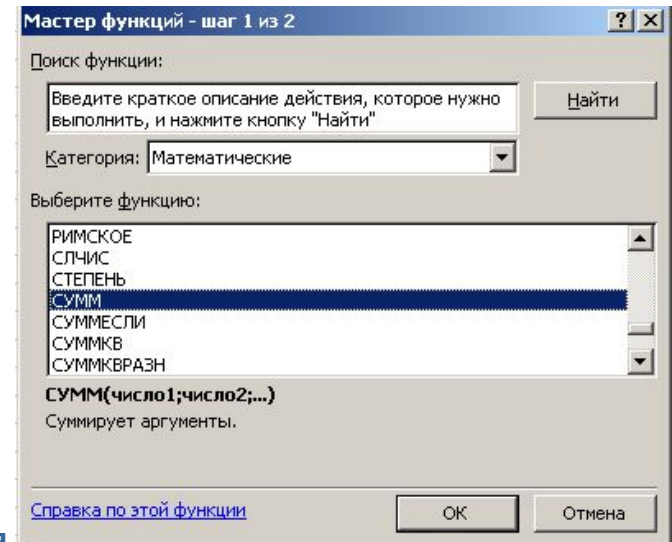 Мастер функций - шаг 1 из 2
Поиск функции:
Введите краткое описание действия, которое нужно
выполнить, и нажмите кнопку "Найти"
Найти
Категория: Математические
Выберите функцию:
РИМСКОЕ
СЛЧИС
СТЕПЕНЬ
СУММ
СУММЕСЛИ
СУММКВ
СУММКВРАЗН
СУММ(число1;число2;...)
Суммирует аргументы.
Справка по этой функции
ОК
Отмена